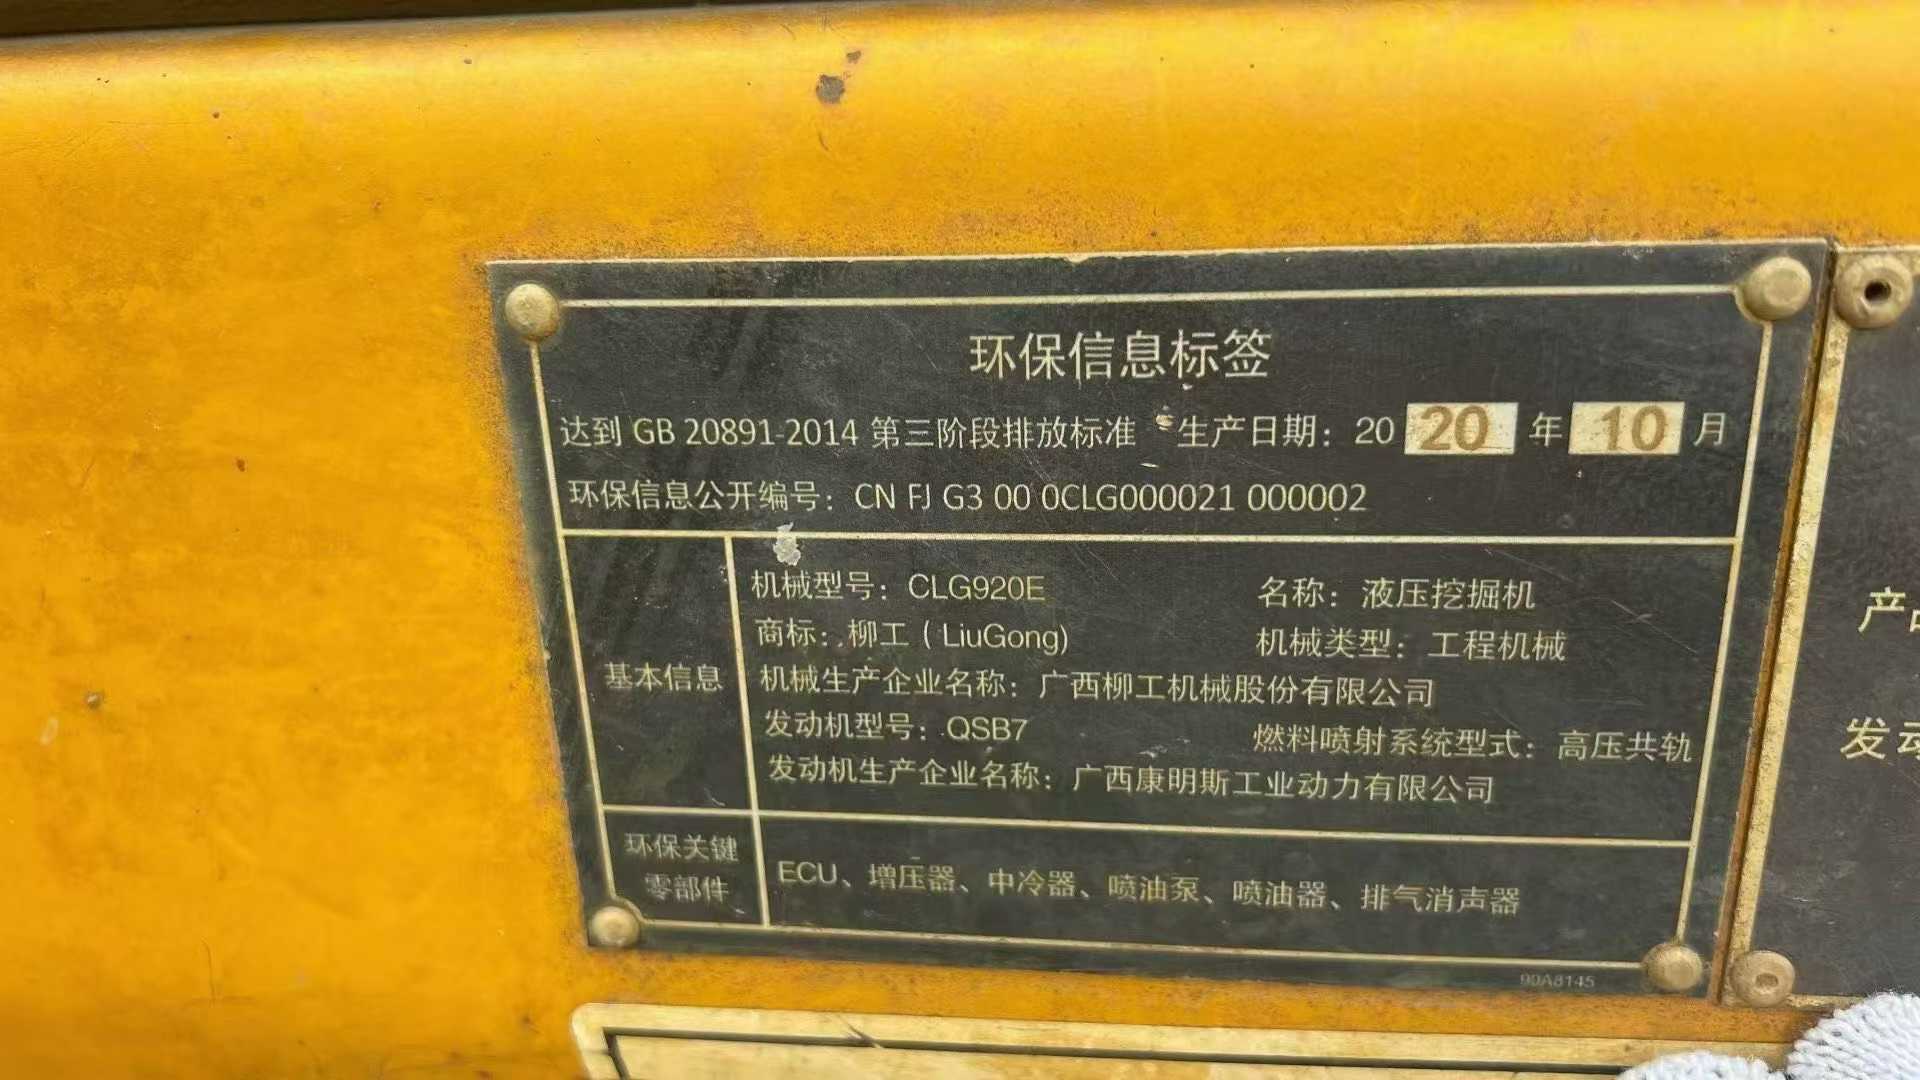 环保信息标签
达到 GB 20891-2014 第三阶段排放标准 生产日期：20 20 年 10 月
环保信息公开编号：CN FJ G3 00 0CLG000021 000002
基本信息
机械型号：CLG920E 名称：液压挖掘机
商标：柳工（LiuGong) 机械类型：工程机械
机械生产企业名称：广西柳工机械股份有限公司
发动机型号：QSB7 燃料喷射系统型式：高压共轨
发动机生产企业名称：广西康明斯工业动力有限公司
环保关键
零部件
ECU、增压器、中冷器、喷油泵、喷油器、排气消声器
90A8145
产
发动